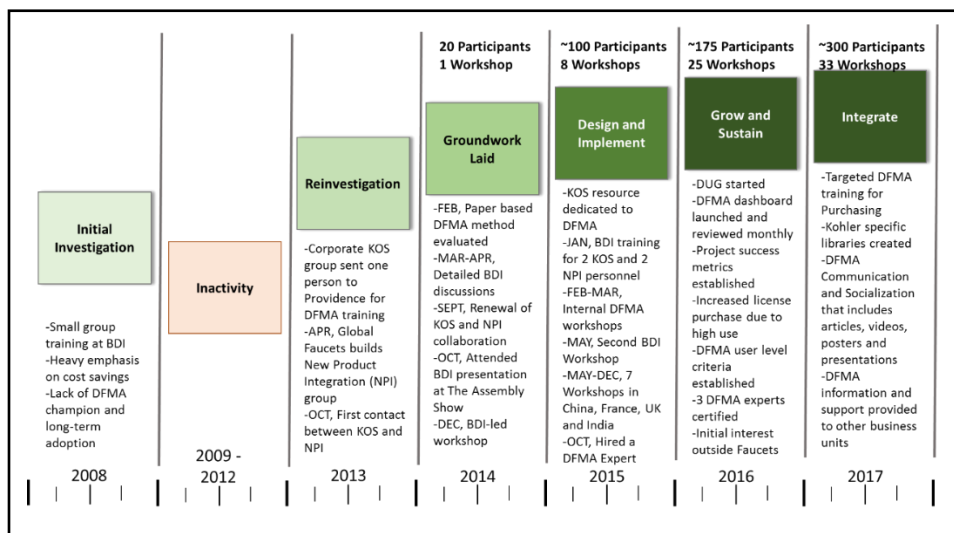 Initial
Investigation
-Small group
training at BDI
-Heavy emphasis
on cost savings
-Lack of DFMA
champion and
long-term
adoption
2008
Inactivity
2009 -
2012
Reinvestigation
-Corporate KOS
group sent one
person to
Providence for
DFMA training
-APR, Global
Faucets builds
New Product
Integration (NPI)
group
-OCT, First contact
between KOS and
NPI
2013
20 Participants
1 Workshop
Groundwork
Laid
-FEB, Paper based
DFMA method
evaluated
-MAR-APR,
Detailed BDI
discussions
-SEPT, Renewal of
KOS and NPI
collaboration
-OCT, Attended
BDI presentation
at The Assembly
Show
-DEC, BDI-led
workshop
2014
~100 Participants
8 Workshops
Design and
Implement
-KOS resource
dedicated to
DFMA
-JAN, BDI training
for 2 KOS and 2
NPI personnel
-FEB-MAR,
Internal DFMA
workshops
-MAY, Second BDI
Workshop
-MAY-DEC, 7
Workshops in
China, France, UK
and India
-OCT, Hired a
DFMA Expert
2015
~175 Participants
25 Workshops
Grow and
Sustain
-DUG started
-DFMA dashboard
launched and
reviewed monthly
-Project success
metrics
established
-Increased license
purchase due to
high use
-DFMA user level
criteria
established
-3 DFMA experts
certified
-Initial interest
outside Faucets
2016
~300 Participants
33 Workshops
Integrate
-Targeted DFMA
training for
Purchasing
-Kohler specific
libraries created
-DFMA
Communication
and Socialization
that includes
articles, videos,
posters and
presentations
-DFMA
information and
support provided
to other business
units
2017